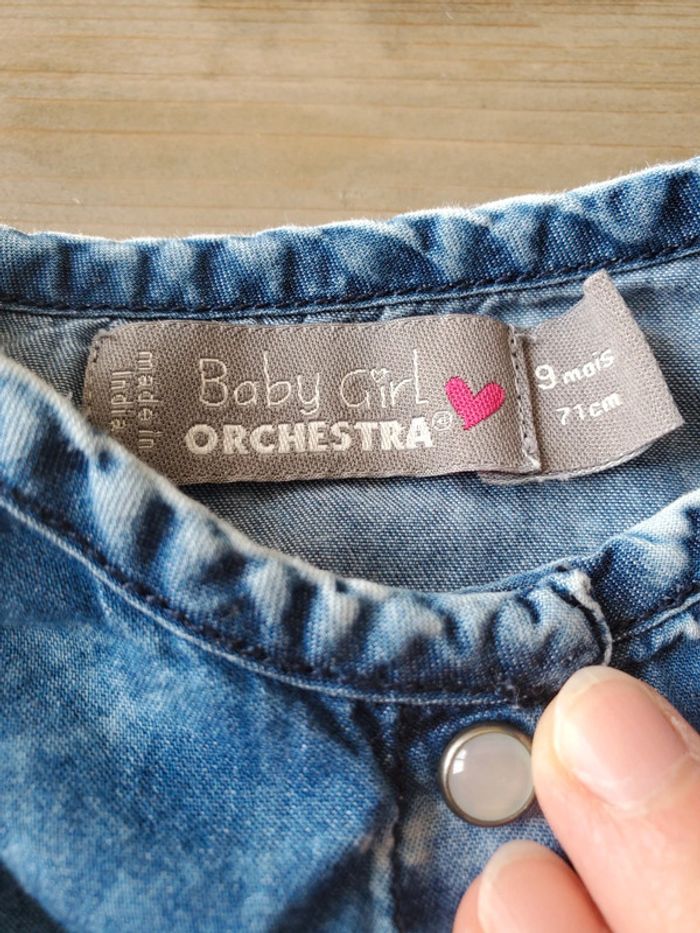 made in
India
Baby Girl
ORCHESTRA®
9 mois
71cm